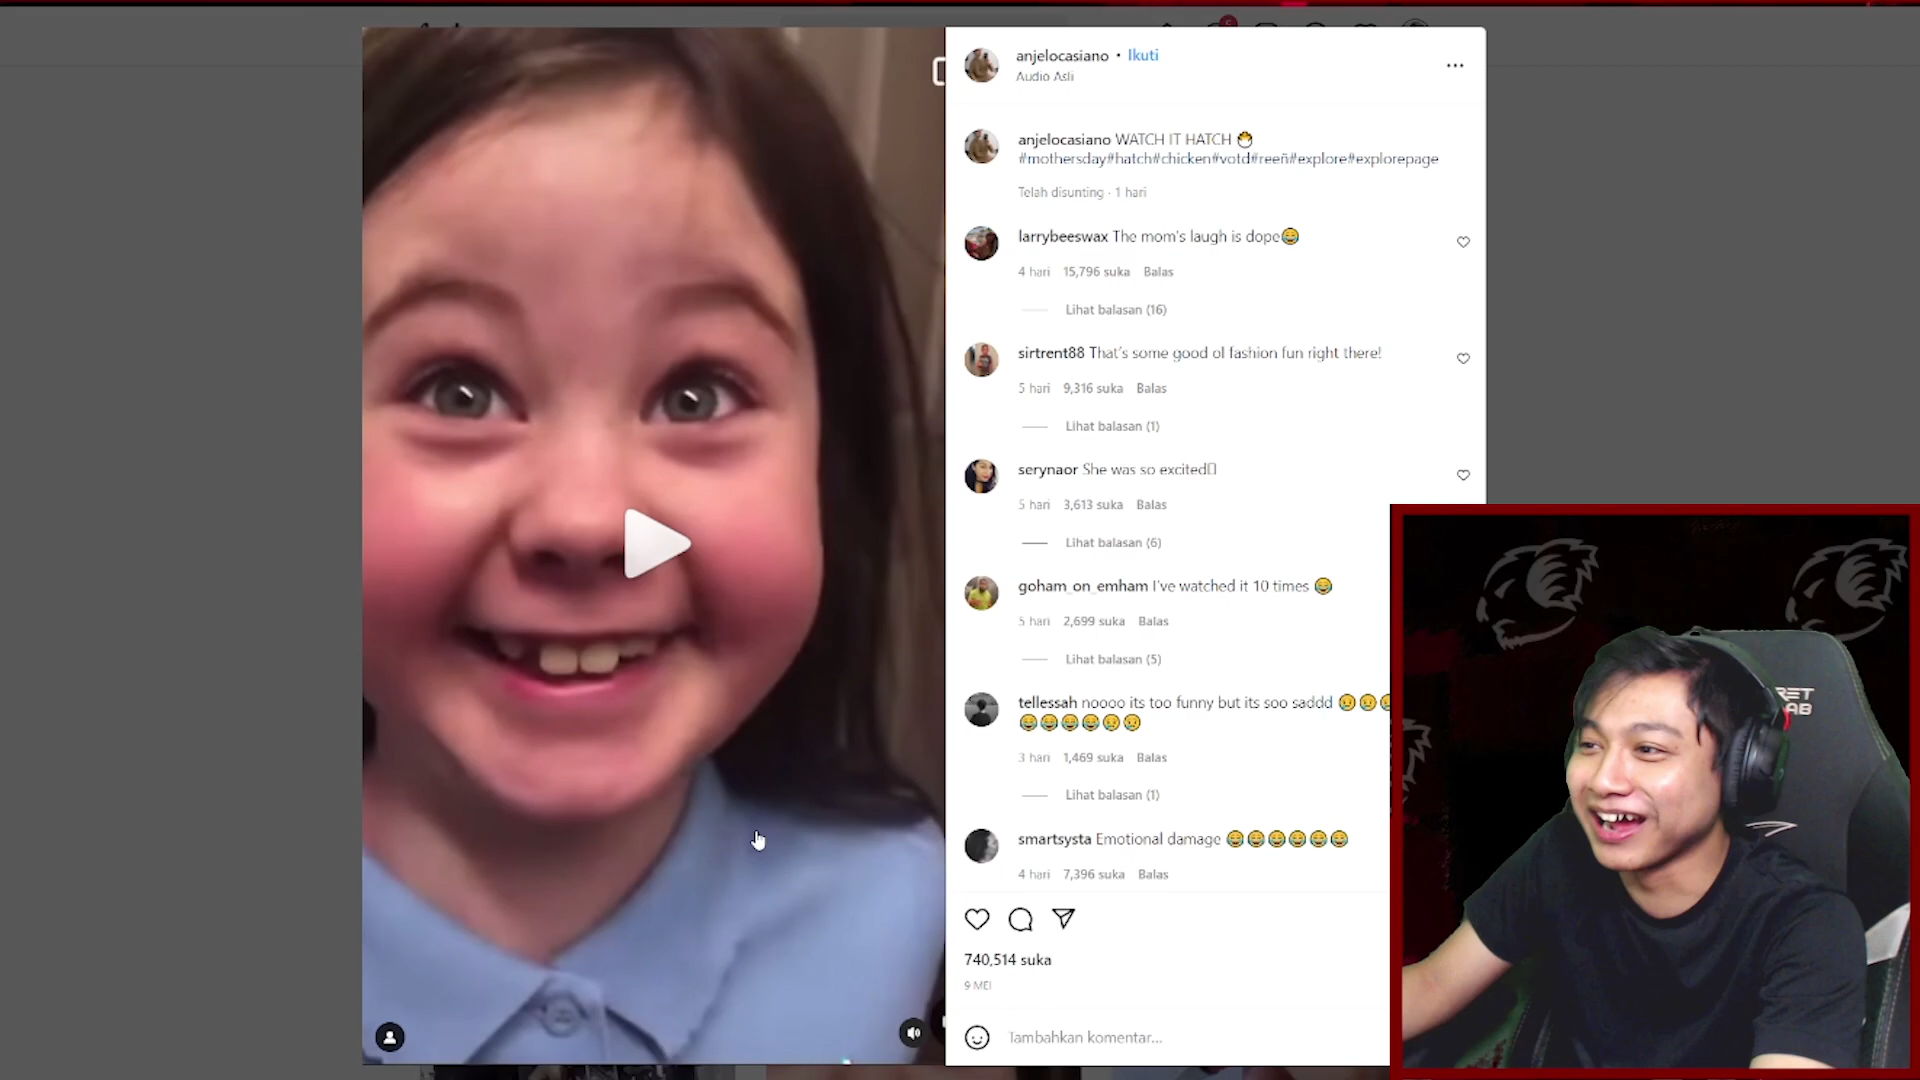 anjelocasiano • Ikuti
Audio Asli
anjelocasiano WATCH IT HATCH 🐣
#mothersday#hatch#chicken#votd#reeñ#explore#explorepage
Telah disunting · 1 hari
larrybeeswax The mom's laugh is dope😂
4 hari 15,796 suka Balas
Lihat balasan (16)
sirtrent88 That's some good ol fashion fun right there!
5 hari 9,316 suka Balas
Lihat balasan (1)
serynaor She was so excited
5 hari 3,613 suka Balas
Lihat balasan (6)
goham_on_emham I've watched it 10 times 😂
5 hari 2,699 suka Balas
Lihat balasan (5)
tellessah noooo its too funny but its soo saddd 😢😢😢
😂😂😂😂😢😢
3 hari 1,469 suka Balas
Lihat balasan (1)
smartsysta Emotional damage 😂😂😂😂😂😂
4 hari 7,396 suka Balas
740,514 suka
9 MEI
Tambahkan komentar...